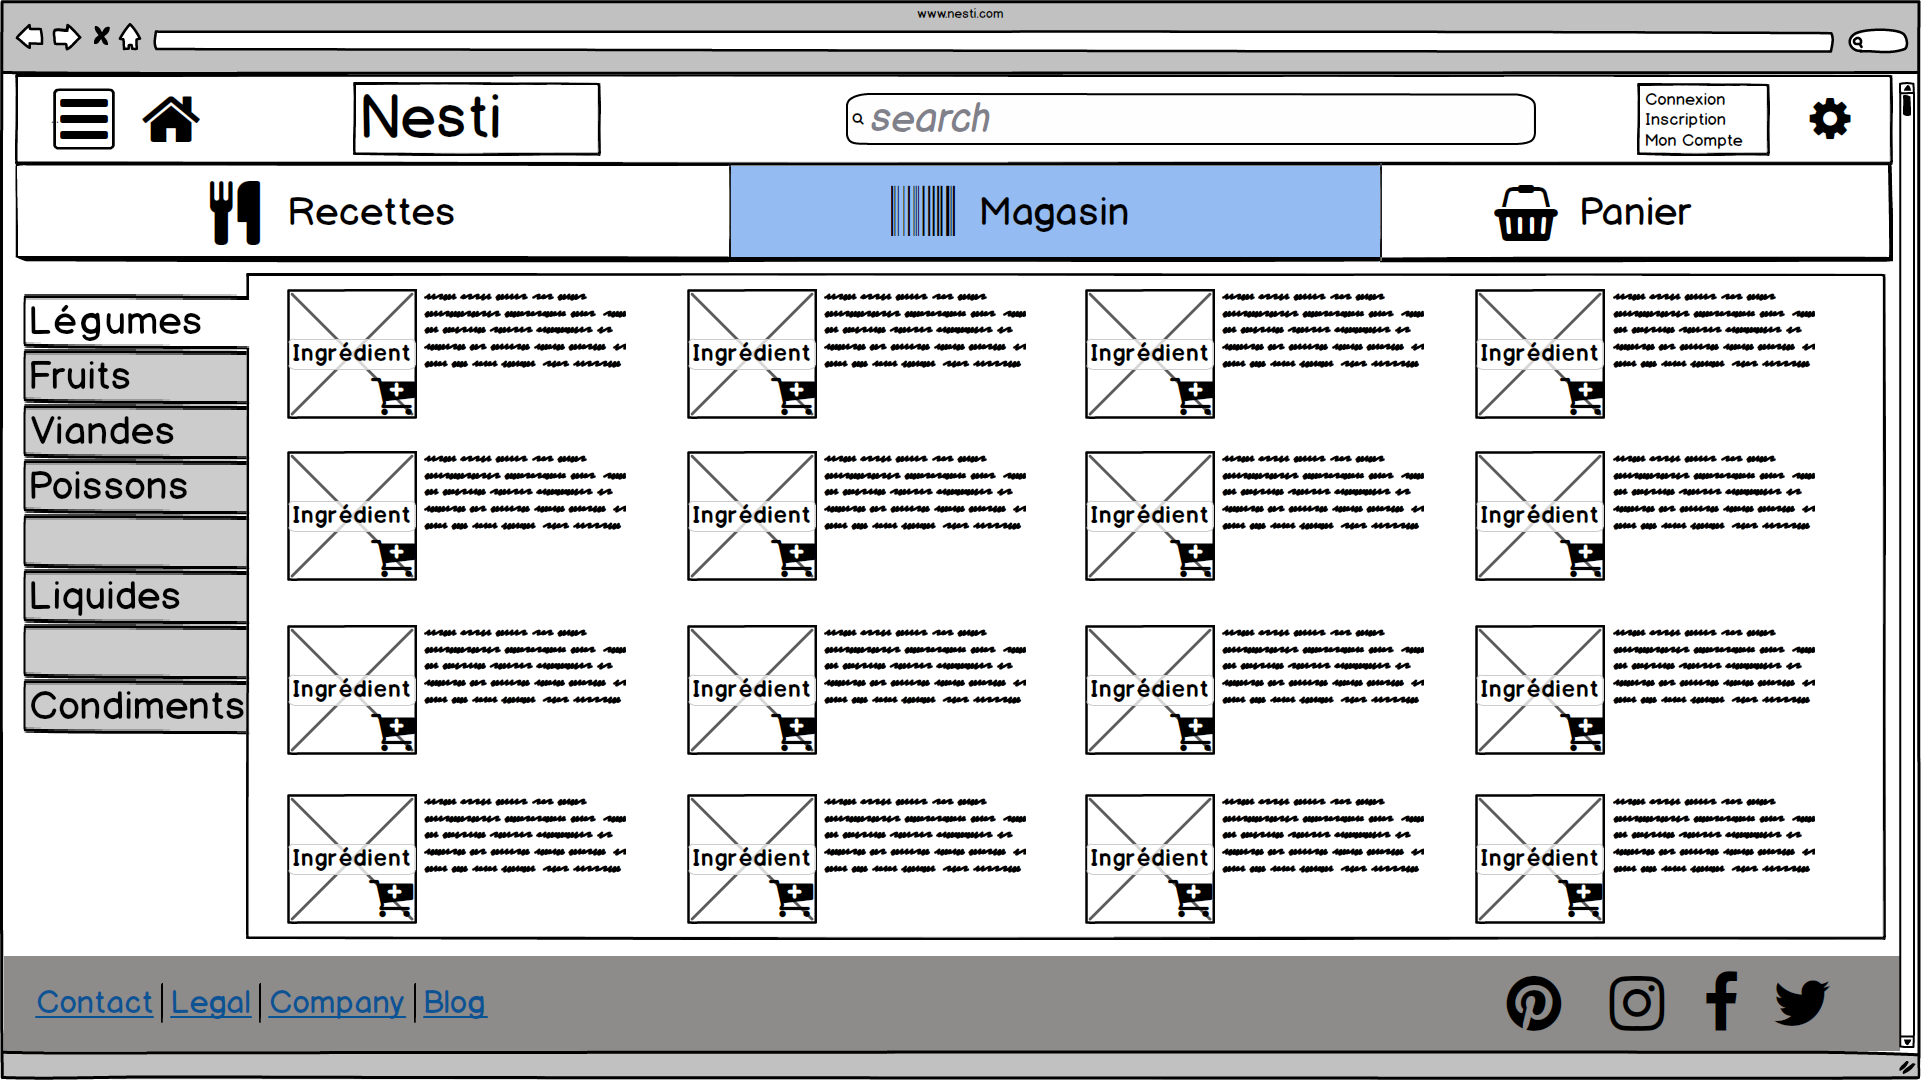 www.nesti.com
Nesti
search
Connexion
Inscription
Mon Compte
Recettes
Magasin
Panier
Légumes
Fruits
Viandes
Poissons
Liquides
Condiments
Ingrédient Ingrédient Ingrédient Ingrédient
Ingrédient Ingrédient Ingrédient Ingrédient
Ingrédient Ingrédient Ingrédient Ingrédient
Ingrédient Ingrédient Ingrédient Ingrédient
Contact | Legal | Company | Blog